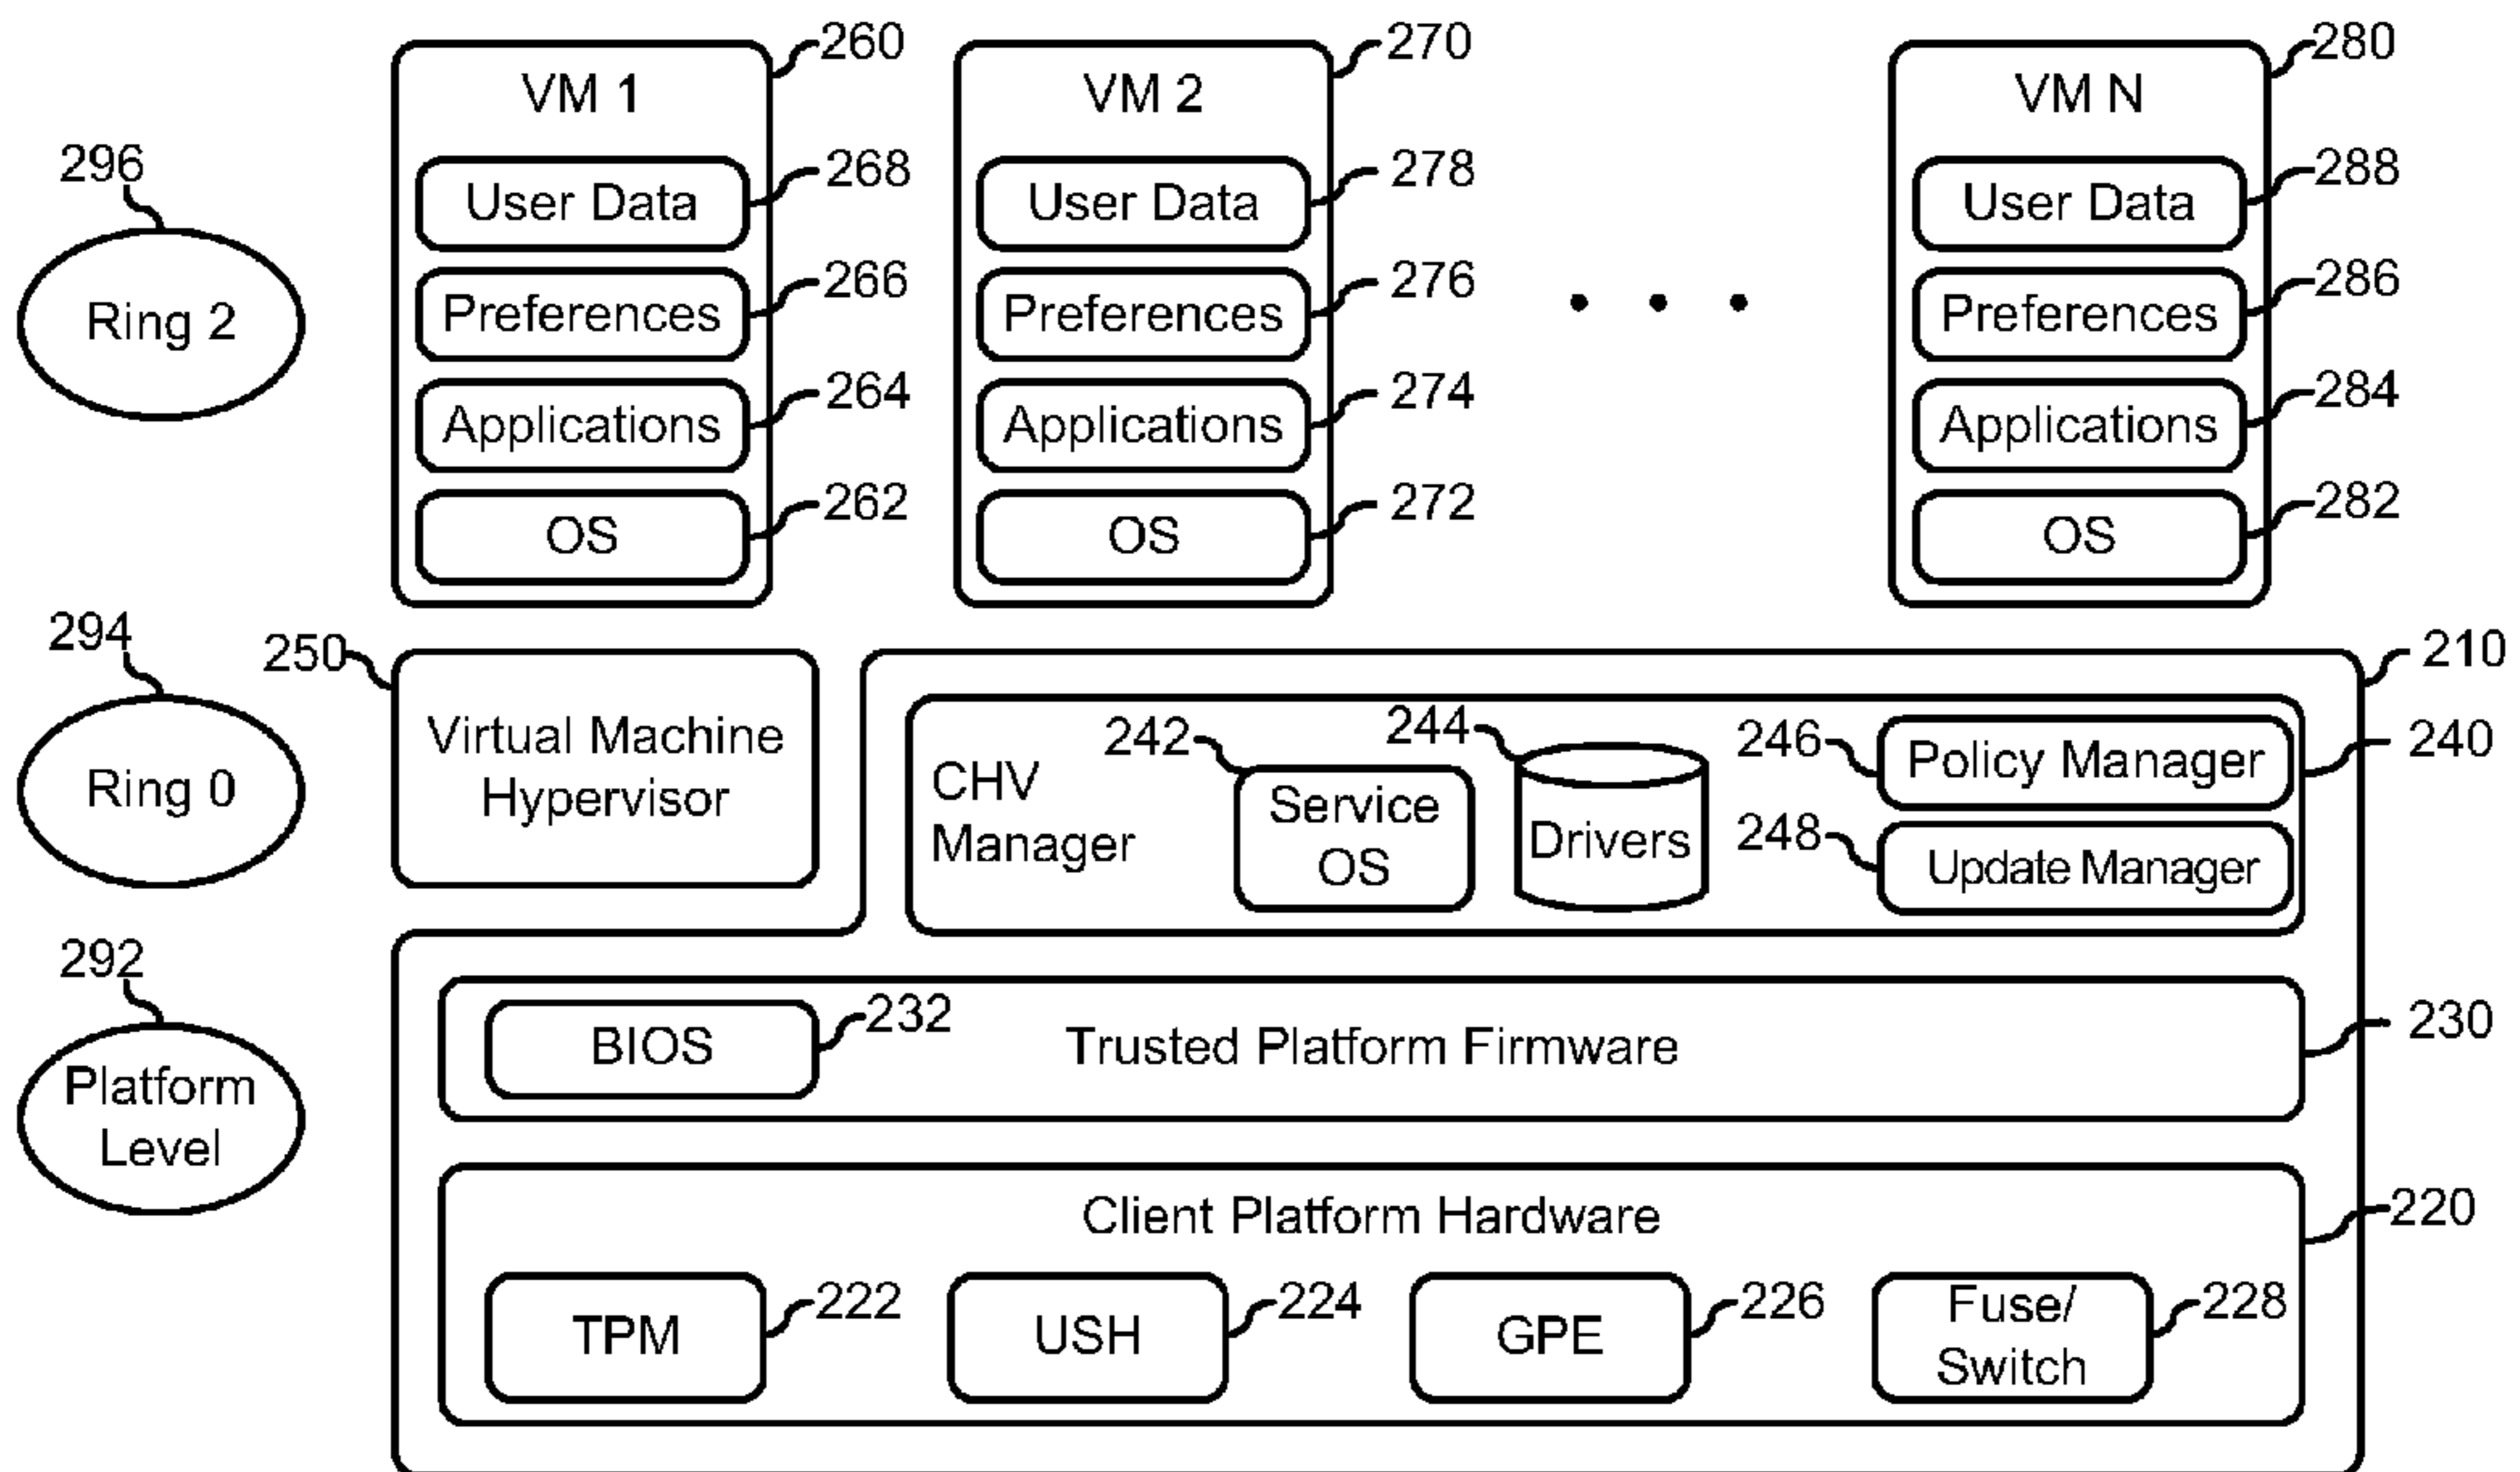 260
270
280
VM 1
VM 2
VM N
296
268
278
288
User Data
User Data
User Data
266
276
286
Ring 2
Preferences
Preferences
Preferences
264
274
284
Applications
Applications
Applications
262
272
282
OS
OS
OS
294
250
210
Virtual Machine
Hypervisor
Ring 0
CHV
Manager
242
Service
OS
244
Drivers
246
Policy Manager
240
248
Update Manager
292
Platform
Level
BIOS
232
Trusted Platform Firmware
230
Client Platform Hardware
220
TPM
222
USH
224
GPE
226
Fuse/
Switch
228